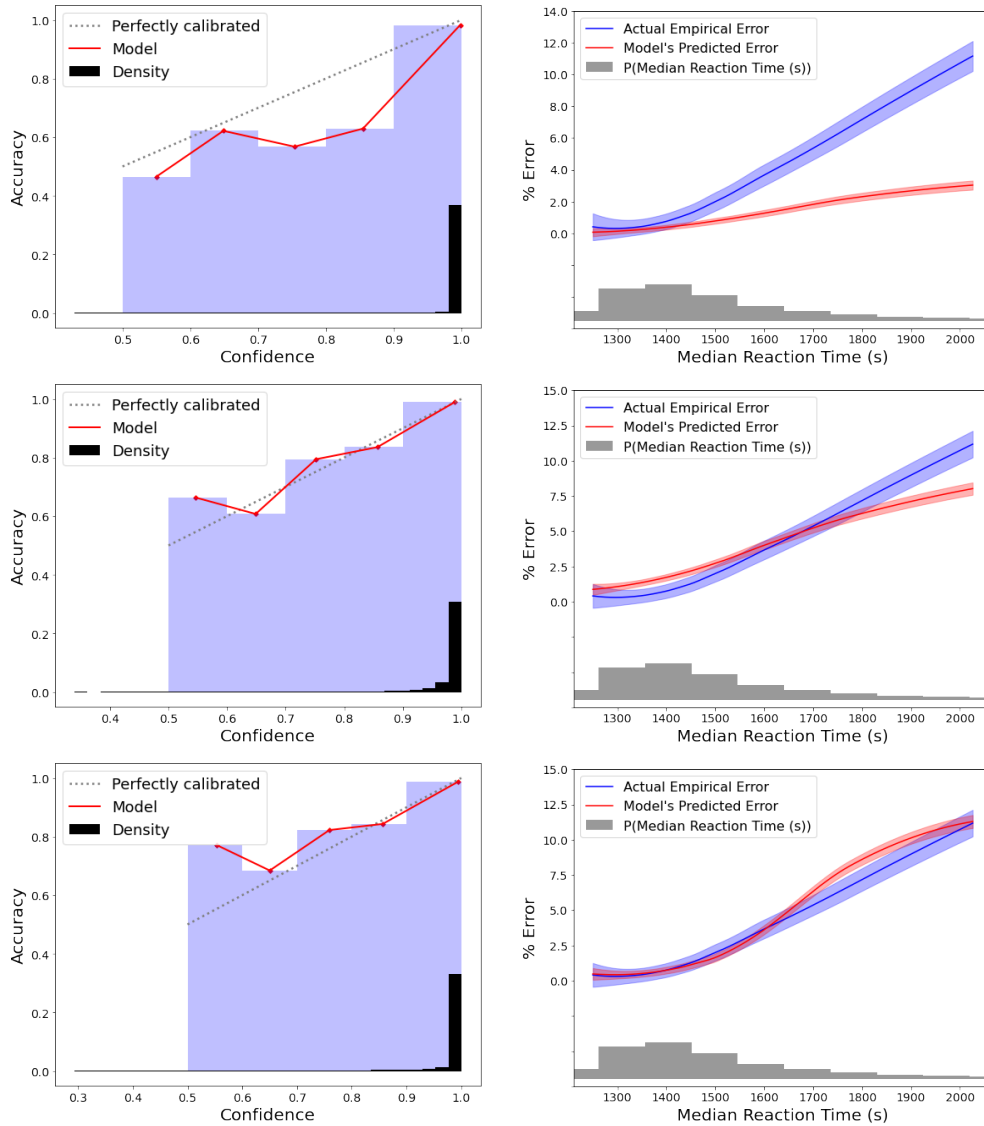 Perfectly calibrated
Model
Density
Accuracy
1.0
0.8
0.6
0.4
0.2
0.0
0.5 0.6 0.7 0.8 0.9 1.0
Confidence
Actual Empirical Error
Model's Predicted Error
P(Median Reaction Time (s))
% Error
14.0
12.0
10.0
8.0
6.0
4.0
2.0
0.0
1300 1400 1500 1600 1700 1800 1900 2000
Median Reaction Time (s)
Perfectly calibrated
Model
Density
Accuracy
1.0
0.8
0.6
0.4
0.2
0.0
0.4 0.5 0.6 0.7 0.8 0.9 1.0
Confidence
Actual Empirical Error
Model's Predicted Error
P(Median Reaction Time (s))
% Error
15.0
12.5
10.0
7.5
5.0
2.5
0.0
1300 1400 1500 1600 1700 1800 1900 2000
Median Reaction Time (s)
Perfectly calibrated
Model
Density
Accuracy
1.0
0.8
0.6
0.4
0.2
0.0
0.3 0.4 0.5 0.6 0.7 0.8 0.9 1.0
Confidence
Actual Empirical Error
Model's Predicted Error
P(Median Reaction Time (s))
% Error
15.0
12.5
10.0
7.5
5.0
2.5
0.0
1300 1400 1500 1600 1700 1800 1900 2000
Median Reaction Time (s)